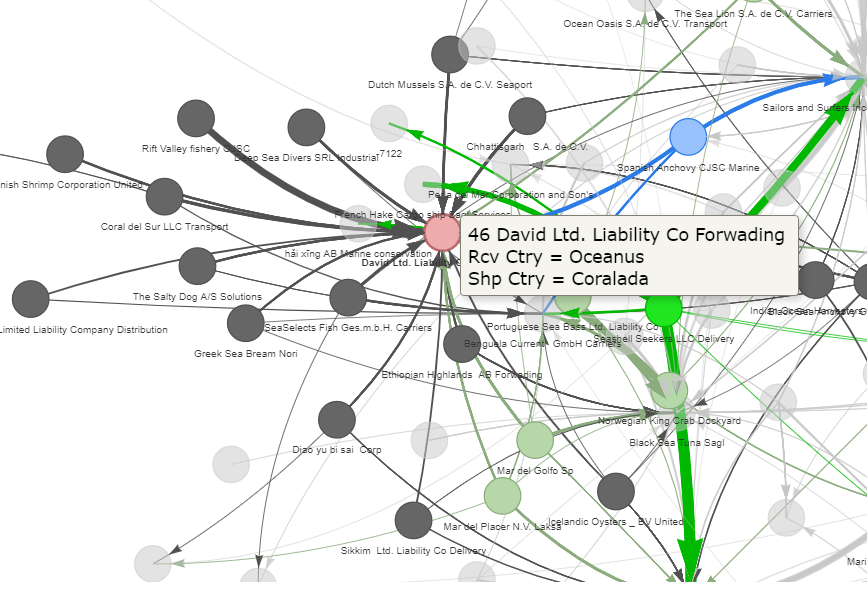 The Sea Lion S.A. de C.V. Carriers
Ocean Oasis S.A. de C.V. Transport
Dutch Mussels S.A. de C.V. Seaport
Sailors and Surfers Inc
Rift Valley fishery OJSC
Deep Sea Divers SRL Industrial
7122
Chhattisgarh S.A. de C.V.
Spanish Anchovy CJSC Marine
nish Shrimp Corporation United
Perla del Mar Corporation and Son's
French Hake Cargo ship
Services
Coral del Sur LLC Transport
46 David Ltd. Liability Co Forwading
Rcv Ctry = Oceanus
Shp Ctry = Coralada
hǎi xīng AB Marine conservation
David Ltd. Liability
The Salty Dog A/S Solutions
Limited Liability Company Distribution
SeaSelects Fish Ges.m.b.H. Carriers
Portuguese Sea Bass Ltd. Liability Co
Seashell Seekers LLC Delivery
Benguela Current GmbH Carriers
Greek Sea Bream Nori
Ethiopian Highlands AB Forwading
Norwegian King Crab Dockyard
Black Sea Tuna Sagl
Diao yu bi sai Corp
Mar del Golfo Sp
Mar del Placer N.V. Laksa
Icelandic Oysters _ BV United
Sikkim Ltd. Liability Co Delivery
Mari